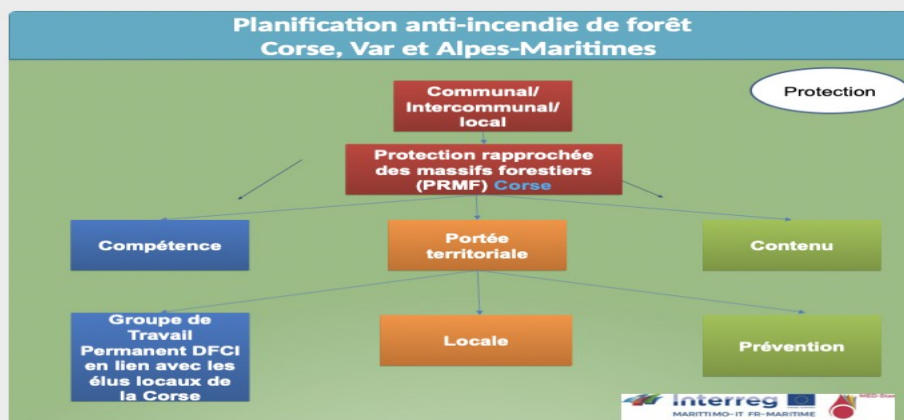 Planification anti-incendie de forêt
Corse, Var et Alpes-Maritimes
Protection
Communal/
Intercommunal/
local
Protection rapprochée
des massifs forestiers
(PRMF) Corse
Compétence
Portée
territoriale
Contenu
Groupe de
Travail
Permanent DFCI
en lien avec les
élus locaux de
la Corse
Locale
Prévention
Interreg
MARITTIMO-IT FR-MARITIME